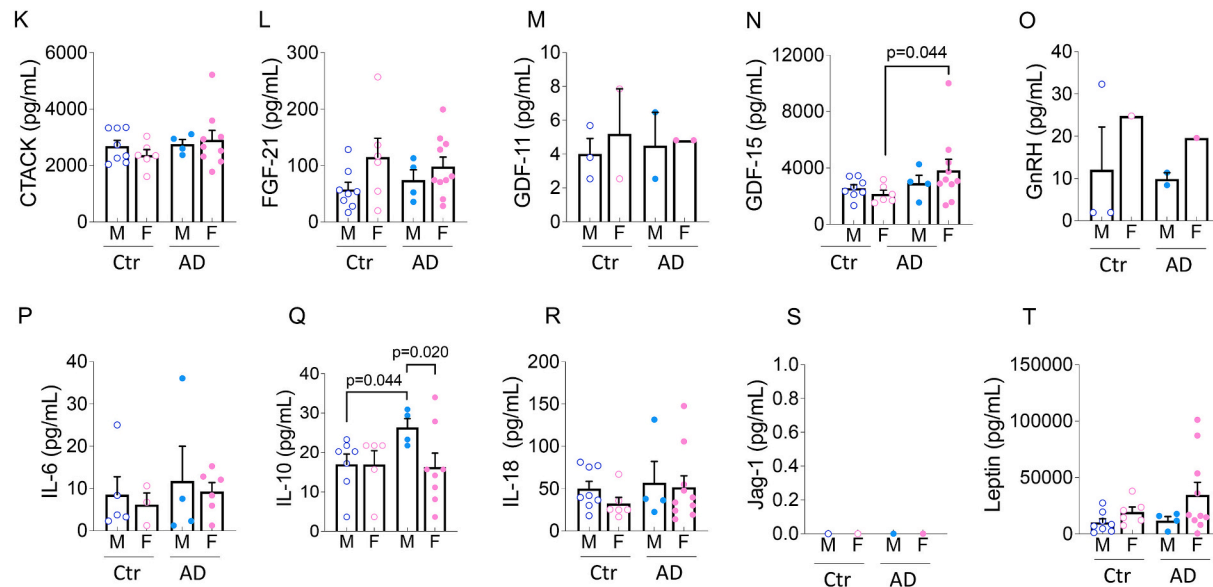 K
CTACK (pg/mL)
6000
4000
2000
0
M F M F
Ctr AD
L
FGF-21 (pg/mL)
300
200
100
0
M F M F
Ctr AD
M
GDF-11 (pg/mL)
10
8
6
4
2
0
M F M F
Ctr AD
N
GDF-15 (pg/mL)
12000
8000
4000
0
p=0.044
M F M F
Ctr AD
O
GnRH (pg/mL)
40
30
20
10
0
M F M F
Ctr AD
P
IL-6 (pg/mL)
40
30
20
10
0
M F M F
Ctr AD
Q
IL-10 (pg/mL)
40
30
20
10
0
p=0.044
p=0.020
M F M F
Ctr AD
R
IL-18 (pg/mL)
200
150
100
50
0
M F M F
Ctr AD
S
Jag-1 (pg/mL)
1.0
0.8
0.6
0.4
0.2
0.0
M F M F
Ctr AD
T
Leptin (pg/mL)
150000
100000
50000
0
M F M F
Ctr AD